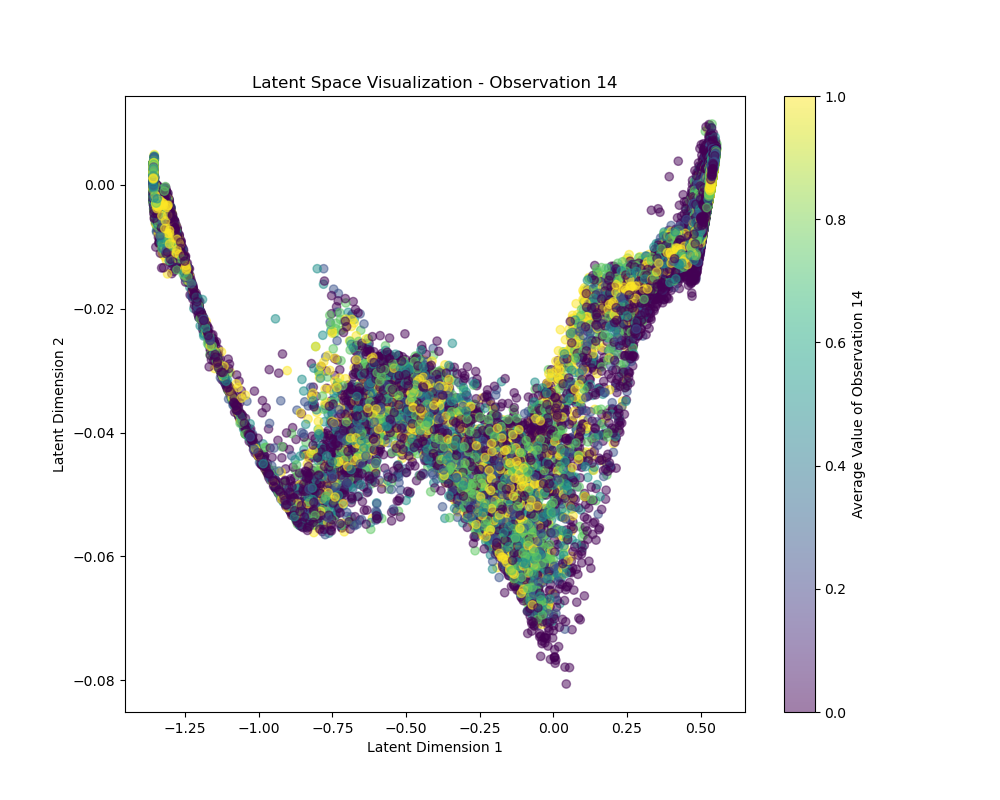 Latent Space Visualization - Observation 14
1.0
0.8
0.6
0.4
0.2
0.0
Average Value of Observation 14
0.00
−0.02
−0.04
−0.06
−0.08
Latent Dimension 2
−1.25 −1.00 −0.75 −0.50 −0.25 0.00 0.25 0.50
Latent Dimension 1